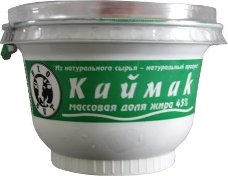 Из натурального сырья - натуральный продукт
Каймак
массовая доля жира 45%